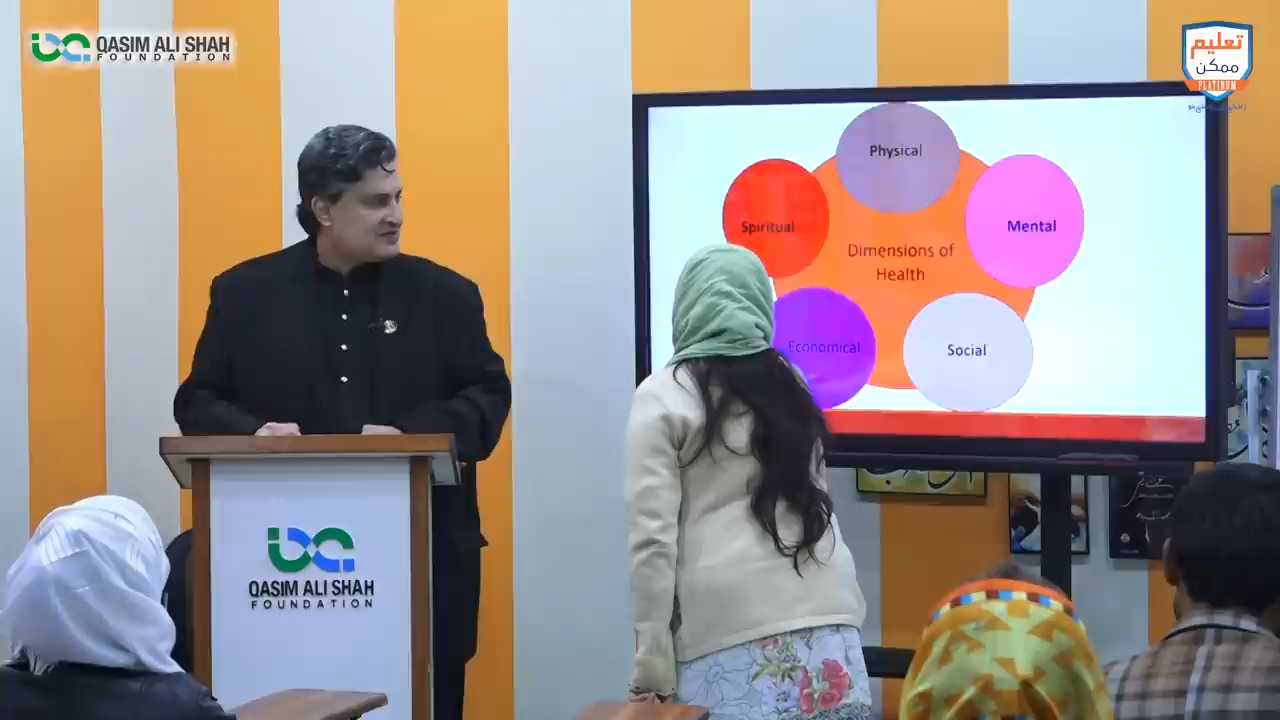 QASIM ALI SHAH
FOUNDATION
تعلیم
ممکن
PLATINUM
Physical
Spiritual
Mental
Dimensions of
Health
Economical
Social
QASIM ALI SHAH
FOUNDATION